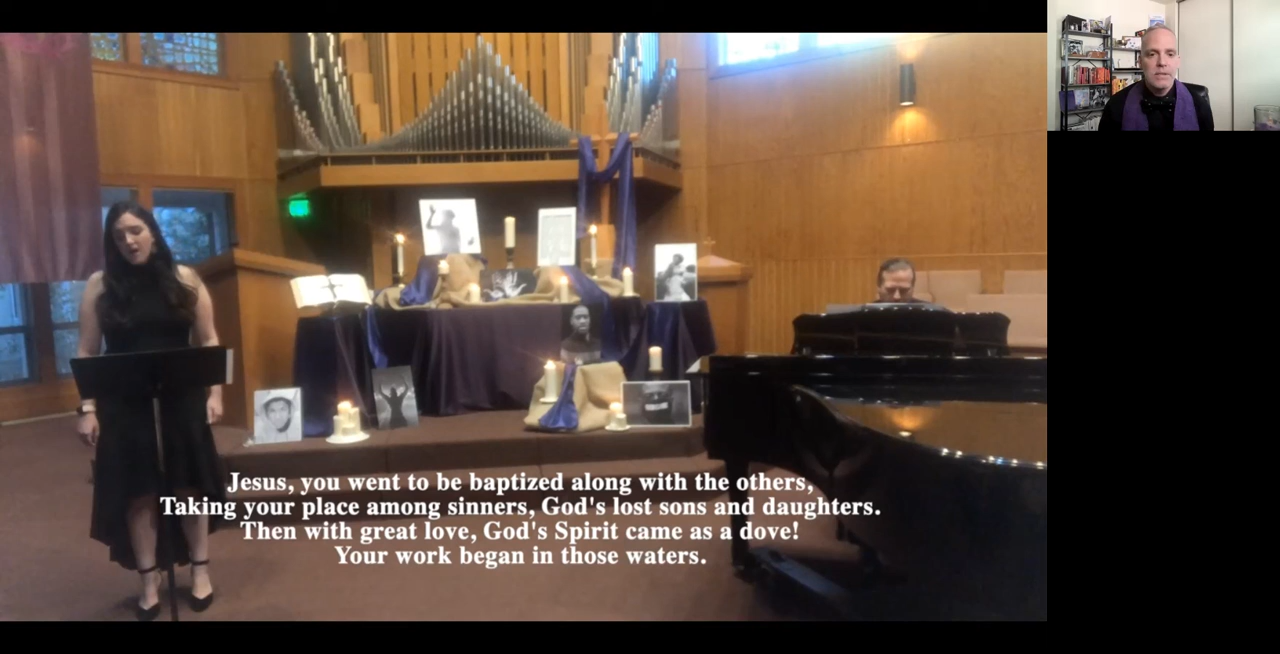 Jesus, you went to be baptized along with the others,
Taking your place among sinners, God's lost sons and daughters.
Then with great love, God's Spirit came as a dove!
Your work began in those waters.